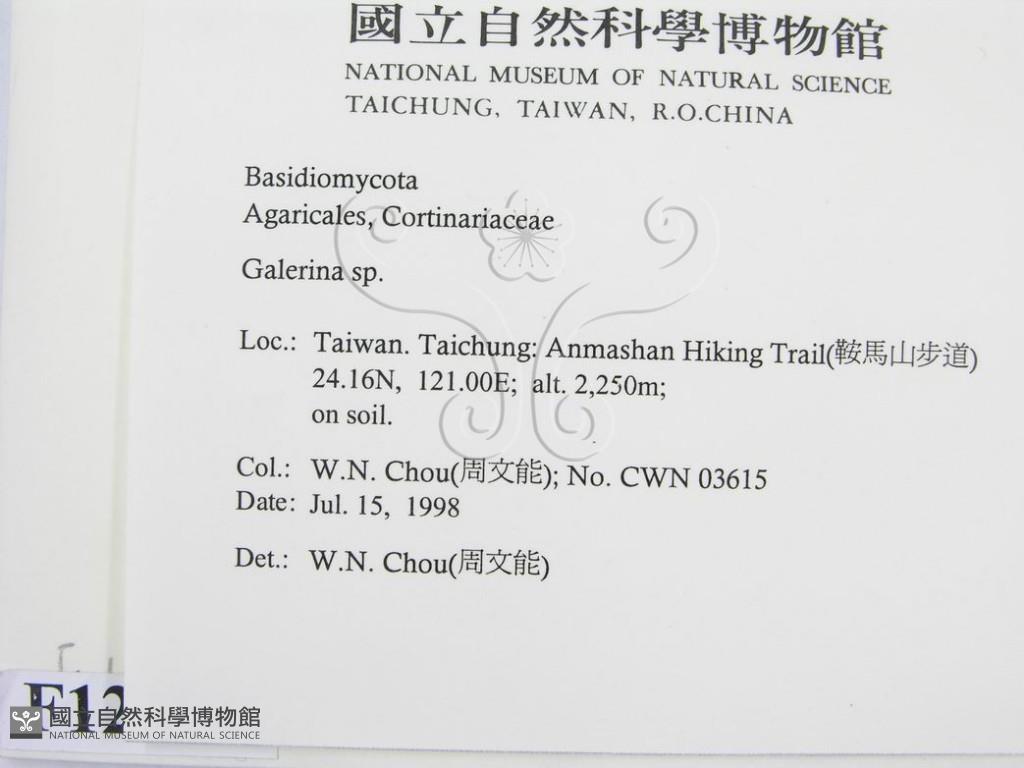 國立自然科學博物館
NATIONAL MUSEUM OF NATURAL SCIENCE
TAICHUNG, TAIWAN, R.O.CHINA
Basidiomycota
Agaricales, Cortinariaceae
Galerina sp.
Loc.: Taiwan. Taichung: Anmashan Hiking Trail(鞍馬山步道)
24.16N, 121.00E; alt. 2,250m;
on soil.
Col.: W.N. Chou(周文能); No. CWN 03615
Date: Jul. 15, 1998
Det.: W.N. Chou(周文能)
F12
國立自然科學博物館
NATIONAL MUSEUM OF NATURAL SCIENCE